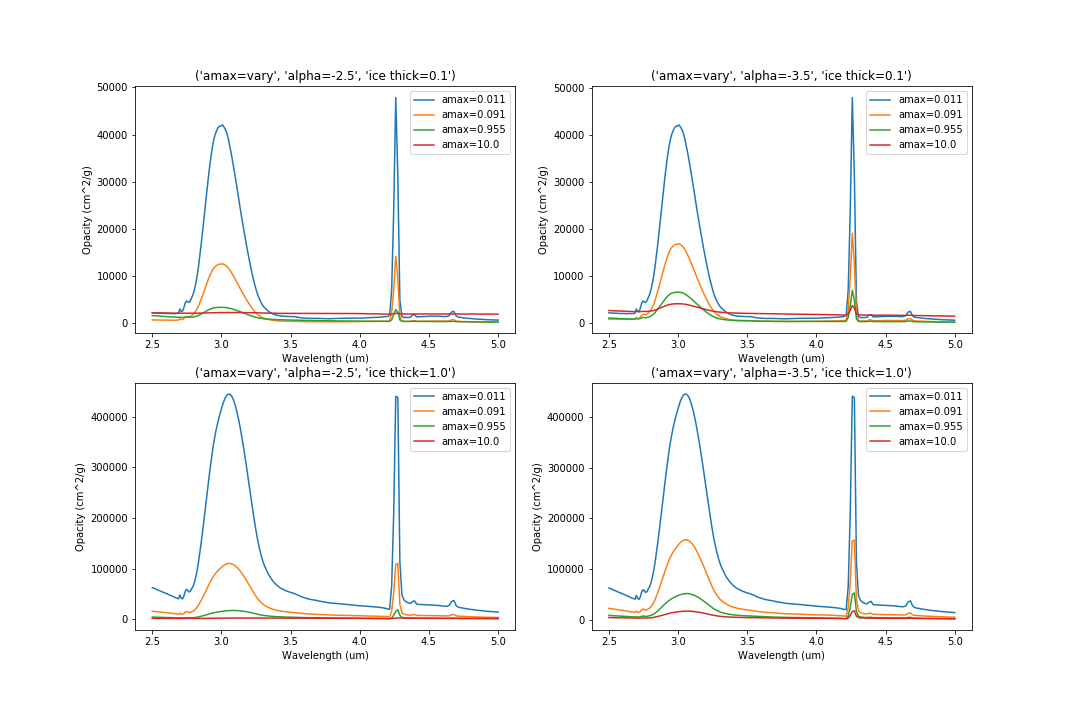 ('amax=vary', 'alpha=-2.5', 'ice thick=0.1')
50000
40000
30000
20000
10000
0
Opacity (cm^2/g)
2.5 3.0 3.5 4.0 4.5 5.0
Wavelength (um)
amax=0.011
amax=0.091
amax=0.955
amax=10.0
('amax=vary', 'alpha=-3.5', 'ice thick=0.1')
50000
40000
30000
20000
10000
0
Opacity (cm^2/g)
2.5 3.0 3.5 4.0 4.5 5.0
Wavelength (um)
amax=0.011
amax=0.091
amax=0.955
amax=10.0
('amax=vary', 'alpha=-2.5', 'ice thick=1.0')
400000
300000
200000
100000
0
Opacity (cm^2/g)
2.5 3.0 3.5 4.0 4.5 5.0
Wavelength (um)
amax=0.011
amax=0.091
amax=0.955
amax=10.0
('amax=vary', 'alpha=-3.5', 'ice thick=1.0')
400000
300000
200000
100000
0
Opacity (cm^2/g)
2.5 3.0 3.5 4.0 4.5 5.0
Wavelength (um)
amax=0.011
amax=0.091
amax=0.955
amax=10.0